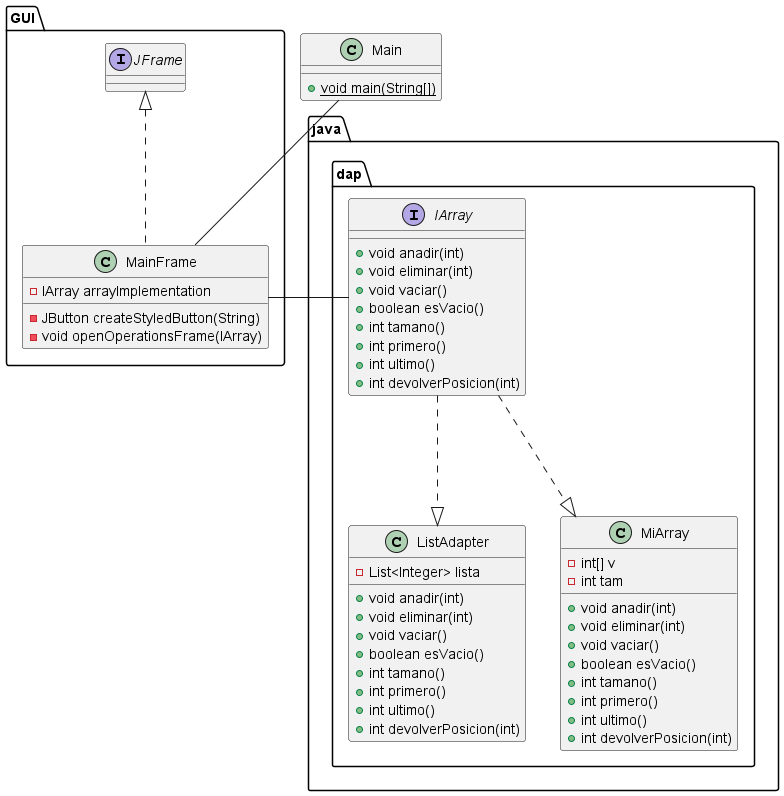 GUI
I JFrame
C Main
void main(String[])
java
dap
I IArray
void anadir(int)
void eliminar(int)
void vaciar()
boolean esVacio()
int tamano()
int primero()
int ultimo()
int devolverPosicion(int)
C MainFrame
IArray arrayImplementation
JButton createStyledButton(String)
void openOperationsFrame(IArray)
C ListAdapter
List<Integer> lista
void anadir(int)
void eliminar(int)
void vaciar()
boolean esVacio()
int tamano()
int primero()
int ultimo()
int devolverPosicion(int)
C MiArray
int[] v
int tam
void anadir(int)
void eliminar(int)
void vaciar()
boolean esVacio()
int tamano()
int primero()
int ultimo()
int devolverPosicion(int)